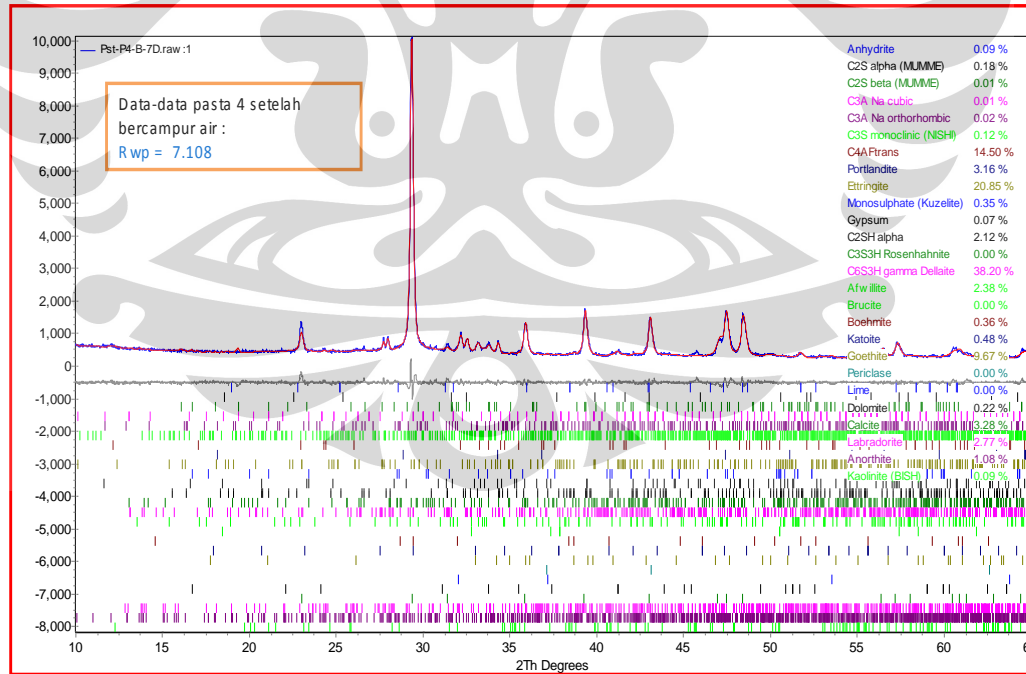 Pst-P4-B-7D.raw :1
Data-data pasta 4 setelah
bercampur air :
Rwp = 7.108
Anhydrite 0.09 %
C2S alpha (MUMME) 0.18 %
C2S beta (MUMME) 0.01 %
C3A Na cubic 0.01 %
C3A Na orthorhombic 0.02 %
C3S monoclinic (NISHI) 0.12 %
C4AFtrans 14.50 %
Portlandite 3.16 %
Ettringite 20.85 %
Monosulphate (Kuzelite) 0.35 %
Gypsum 0.07 %
C2SH alpha 2.12 %
C3S3H Rosenhahnite 0.00 %
C6S3H gamma Dellaite 38.20 %
Afwillite 2.38 %
Brucite 0.00 %
Boehmite 0.36 %
Katoite 0.48 %
Goethite 9.67 %
Periclase 0.00 %
Lime 0.00 %
Dolomite 0.22 %
Calcite 3.28 %
Labradorite 2.77 %
Anorthite 1.08 %
Kaolinite (BISH) 0.09 %
10,000
9,000
8,000
7,000
6,000
5,000
4,000
3,000
2,000
1,000
0
-1,000
-2,000
-3,000
-4,000
-5,000
-6,000
-7,000
-8,000
10 15 20 25 30 35 40 45 50 55 60
2Th Degrees